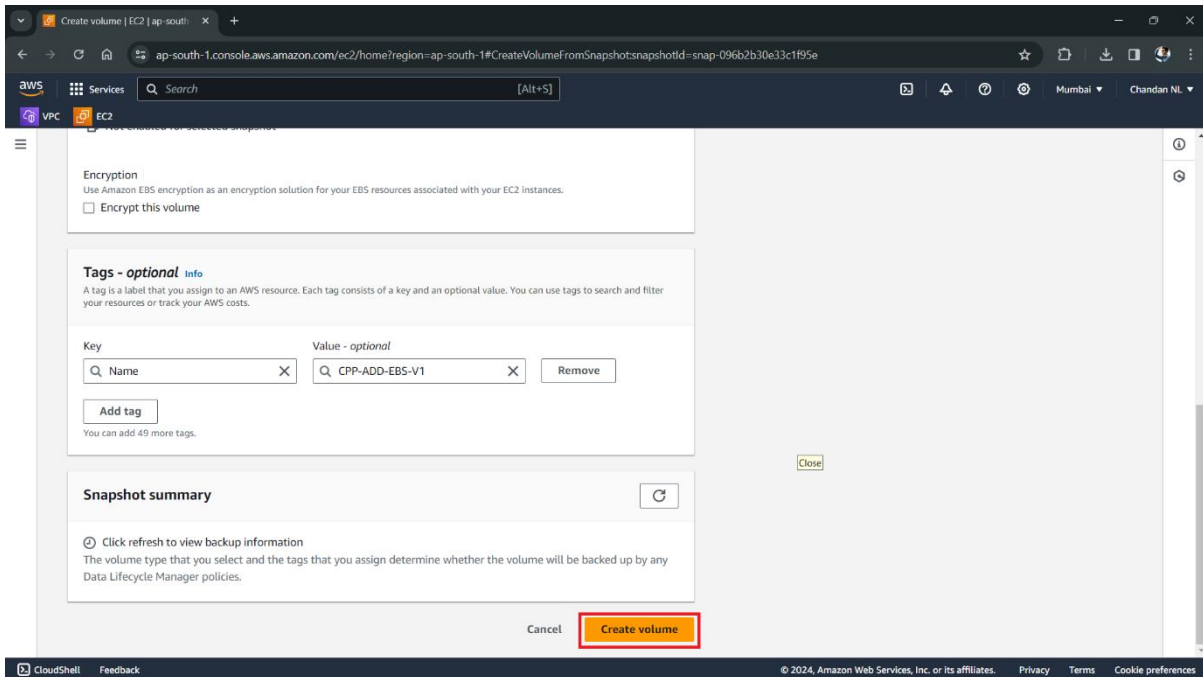 Create volume | EC2 | ap-south
ap-south-1.console.aws.amazon.com/ec2/home?region=ap-south-1#CreateVolumeFromSnapshot:snapshotId=snap-096b2b30e33c1f95e
aws
Services
Search
[Alt+S]
Mumbai
Chandan NL
VPC
EC2
Not enabled for selected snapshot
Encryption
Use Amazon EBS encryption as an encryption solution for your EBS resources associated with your EC2 instances.
Encrypt this volume
Tags - optional Info
A tag is a label that you assign to an AWS resource. Each tag consists of a key and an optional value. You can use tags to search and filter
your resources or track your AWS costs.
Key
Value - optional
Name
CPP-ADD-EBS-V1
Remove
Add tag
You can add 49 more tags.
Close
Snapshot summary
Click refresh to view backup information
The volume type that you select and the tags that you assign determine whether the volume will be backed up by any
Data Lifecycle Manager policies.
Cancel
Create volume
CloudShell
Feedback
© 2024, Amazon Web Services, Inc. or its affiliates.
Privacy
Terms
Cookie preferences